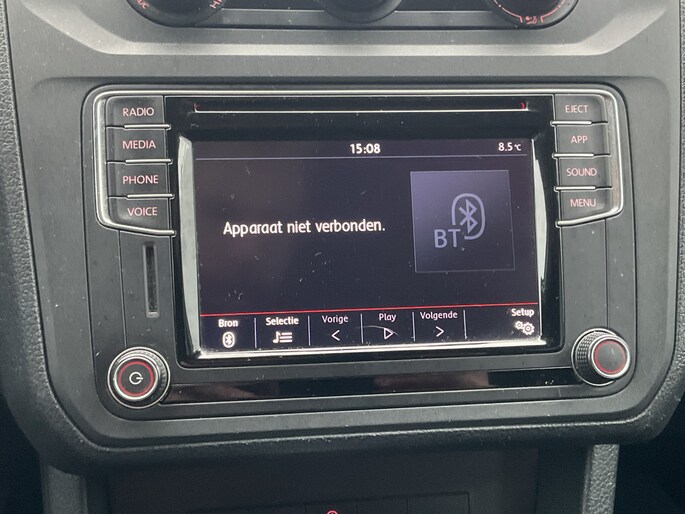 RADIO
MEDIA
PHONE
VOICE
EJECT
APP
SOUND
MENU
15:08
8.5°C
Apparaat niet verbonden.
BT
Bron
Selectie
Vorige
Play
Volgende
Setup